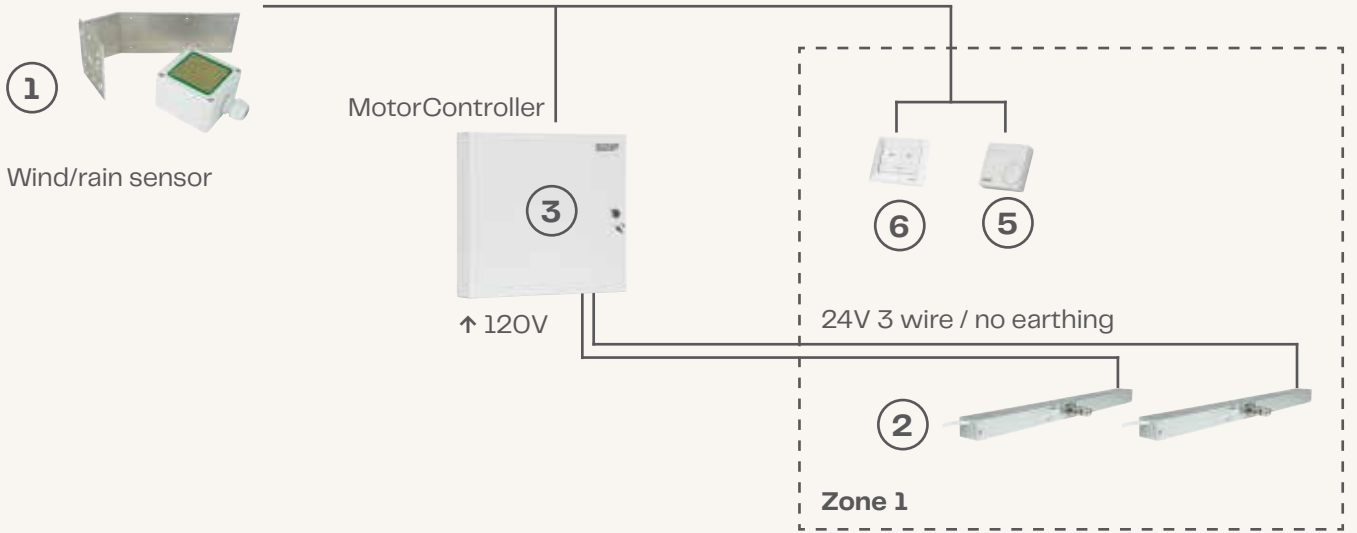 1
Wind/rain sensor
MotorController
3
↑ 120V
6
5
24V 3 wire / no earthing
2
Zone 1